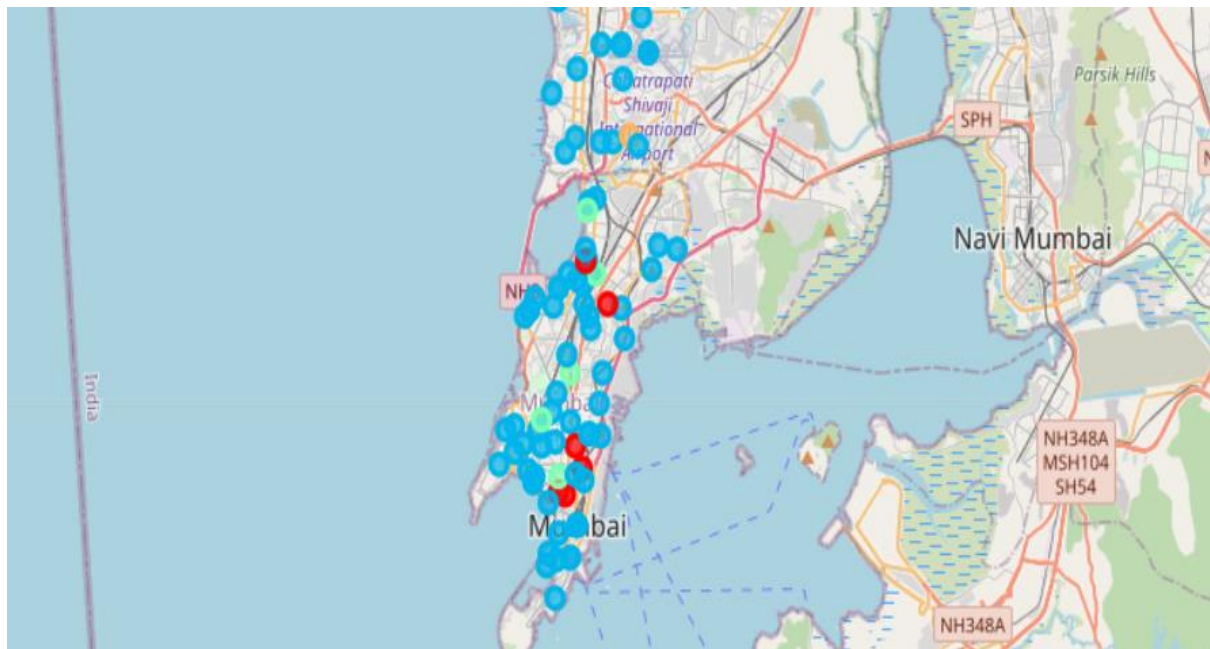 Parsik Hills
Chhatrapati
Shivaji
International
Airport
SPH
N
Navi Mumbai
NH
India
Mumbai
NH348A
MSH104
SH54
Mumbai
NH348A